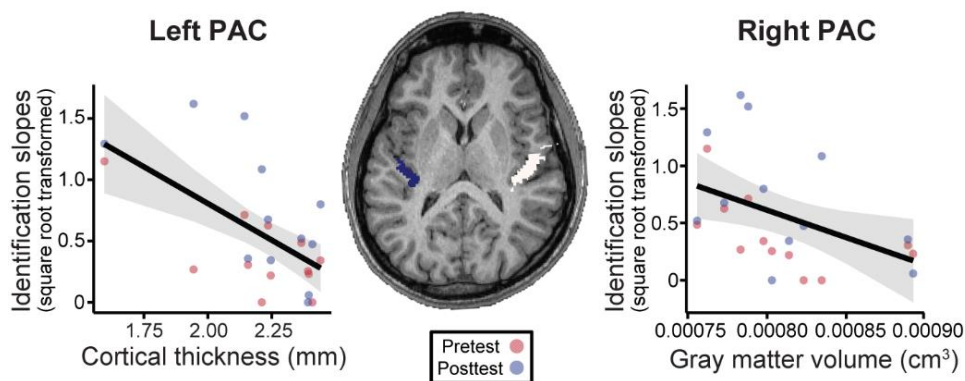 Left PAC
Identification slopes
(square root transformed)
1.5
1.0
0.5
0
1.75
2.00
2.25
Cortical thickness (mm)
Pretest
Posttest
Right PAC
Identification slopes
(square root transformed)
1.5
1.0
0.5
0
0.00075
0.00080
0.00085
0.00090
Gray matter volume (cm³)